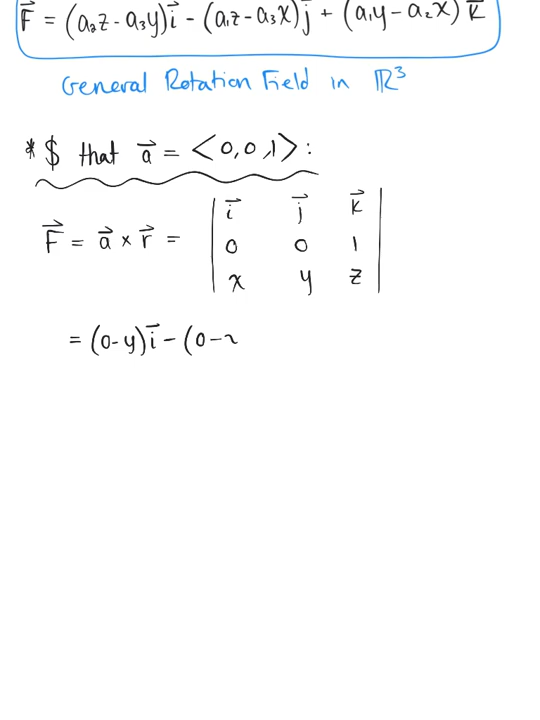 F⃗ = (a₂z - a₃y)i⃗ - (a₁z - a₃x)j⃗ + (a₁y - a₂x)k⃗
General Rotation Field in ℝ³
* $ that a⃗ = <0,0,1>:
F⃗ = a⃗ × r⃗ = | i⃗ j⃗ k⃗ |
| 0 0 1 |
| x y z |
= (0-y)i⃗ - (0-x